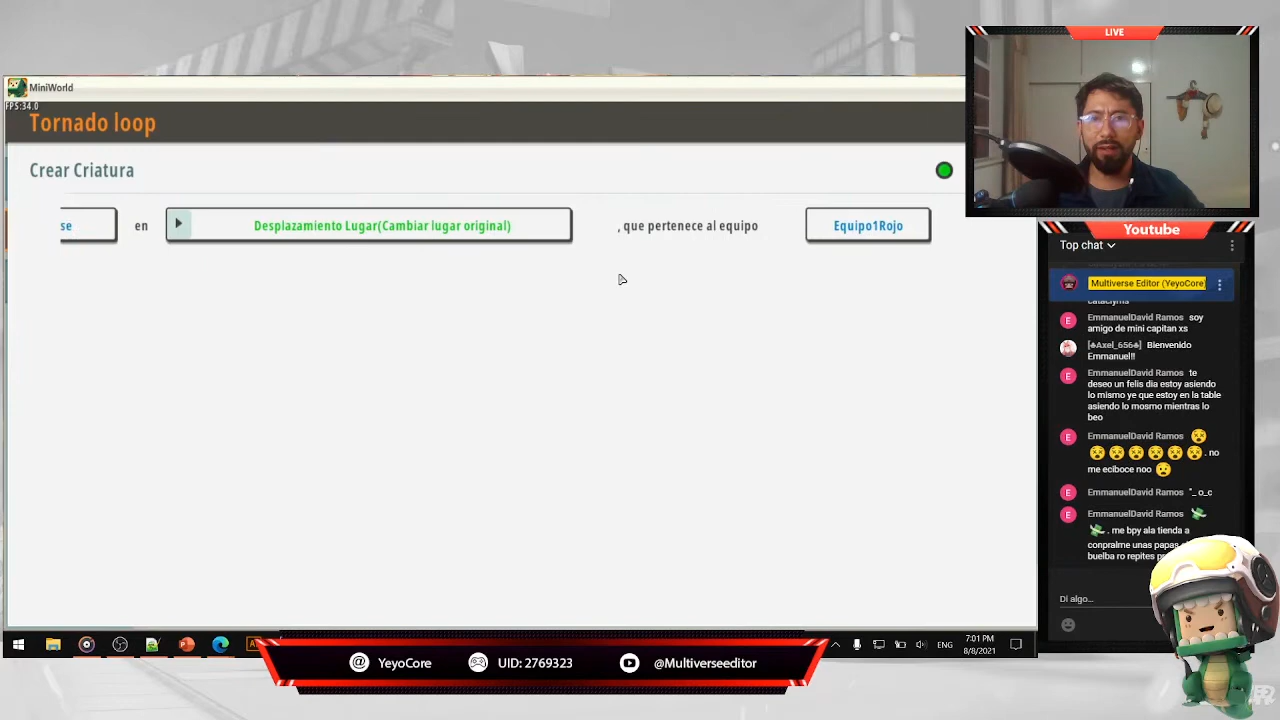 LIVE
MiniWorld
FPS:34.0
Tornado loop
Crear Criatura
se en Desplazamiento Lugar(Cambiar lugar original) , que pertenece al equipo Equipo1Rojo
Youtube
Top chat
Multiverse Editor (YeyoCore)
cataclyms
EmmanuelDavid Ramos soy
amigo de mini capitan xs
[♣Axel_656♣] Bienvenido
Emmanuel!!
EmmanuelDavid Ramos te
deseo un felis dia estoy asiendo
lo mismo ye que estoy en la table
asiendo lo mosmo mientras lo
beo
EmmanuelDavid Ramos
. no
me eciboce noo
EmmanuelDavid Ramos "_ o_c
EmmanuelDavid Ramos
. me bpy ala tienda a
conpralme unas papas
buelba ro repites
Di algo...
ENG
7:01 PM
8/8/2021
YeyoCore
UID: 2769323
@Multiverseeditor